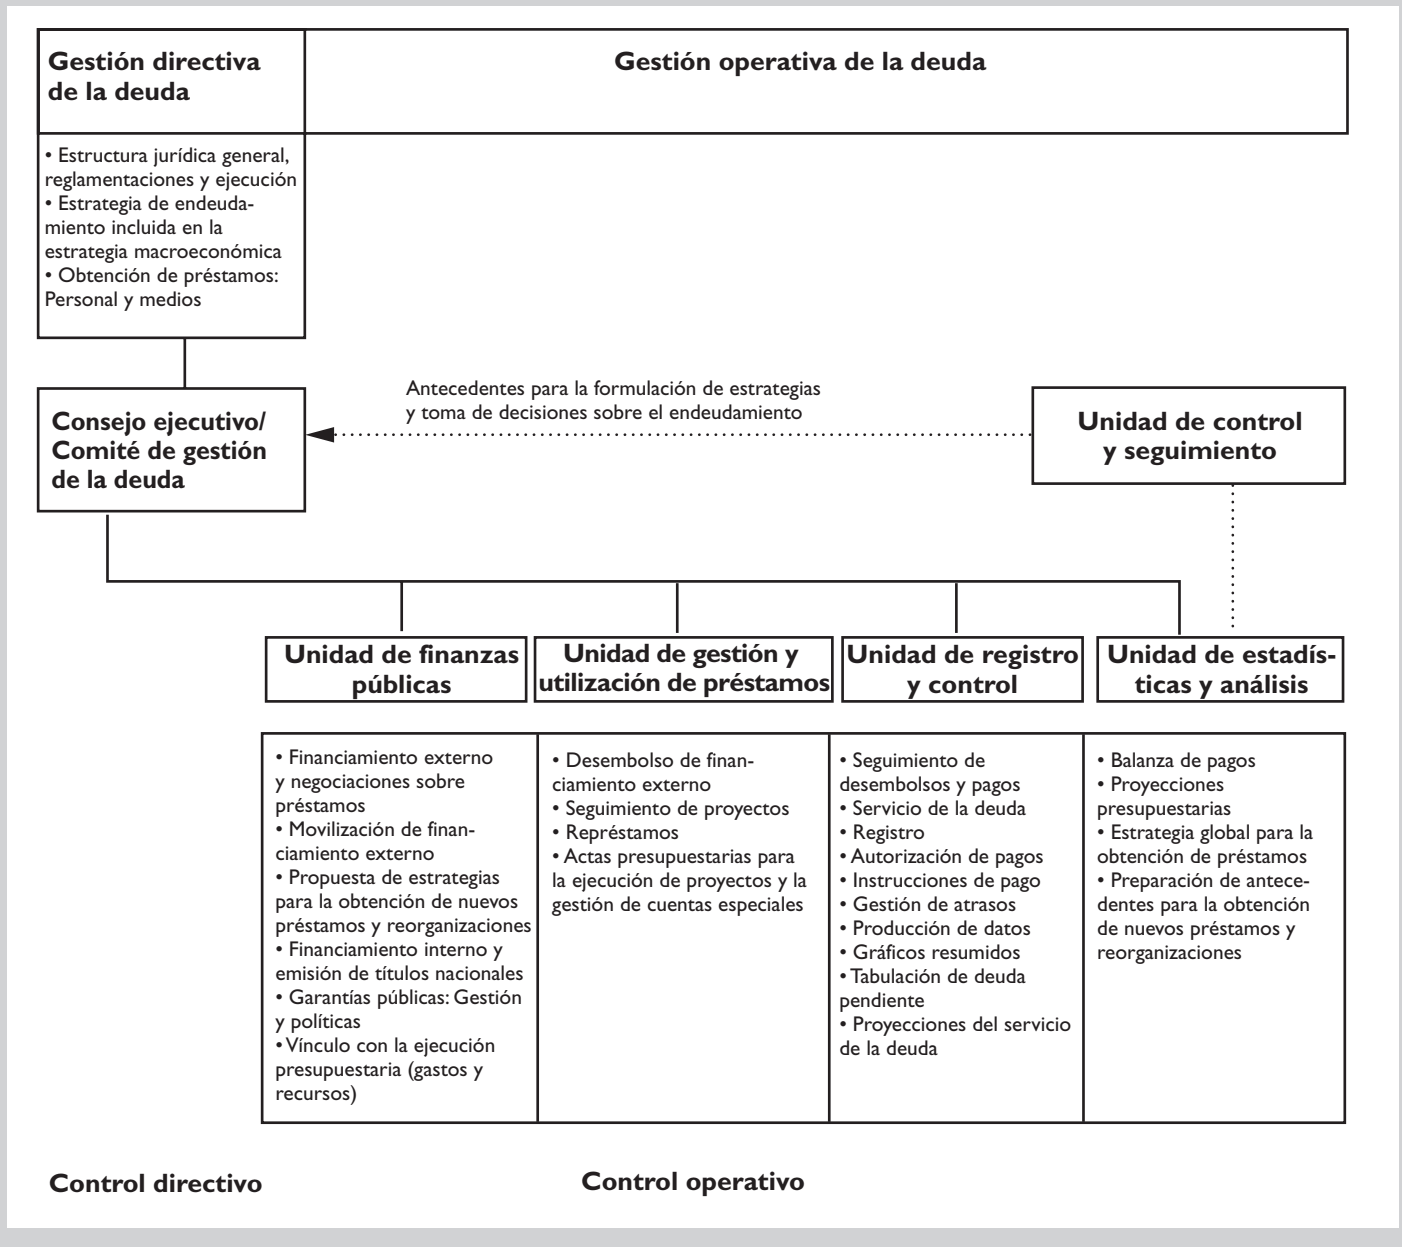 Gestión directiva
de la deuda
Gestión operativa de la deuda
• Estructura jurídica general,
reglamentaciones y ejecución
• Estrategia de endeuda-
miento incluida en la
estrategia macroeconómica
• Obtención de préstamos:
Personal y medios
Consejo ejecutivo/
Comité de gestión
de la deuda
Antecedentes para la formulación de estrategias
y toma de decisiones sobre el endeudamiento
Unidad de control
y seguimiento
Unidad de finanzas
públicas
Unidad de gestión y
utilización de préstamos
Unidad de registro
y control
Unidad de estadís-
ticas y análisis
• Financiamiento externo
y negociaciones sobre
préstamos
• Movilización de finan-
ciamiento externo
• Propuesta de estrategias
para la obtención de nuevos
préstamos y reorganizaciones
• Financiamiento interno y
emisión de títulos nacionales
• Garantías públicas: Gestión
y políticas
• Vínculo con la ejecución
presupuestaria (gastos y
recursos)
• Desembolso de finan-
ciamiento externo
• Seguimiento de proyectos
• Représtamos
• Actas presupuestarias para
la ejecución de proyectos y la
gestión de cuentas especiales
• Seguimiento de
desembolsos y pagos
• Servicio de la deuda
• Registro
• Autorización de pagos
• Instrucciones de pago
• Gestión de atrasos
• Producción de datos
• Gráficos resumidos
• Tabulación de deuda
pendiente
• Proyecciones del servicio
de la deuda
• Balanza de pagos
• Proyecciones
presupuestarias
• Estrategia global para la
obtención de préstamos
• Preparación de antece-
dentes para la obtención
de nuevos préstamos y
reorganizaciones
Control directivo
Control operativo